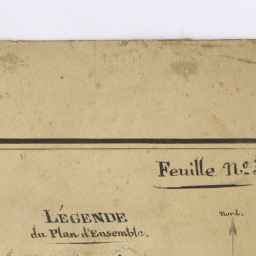 Feuille N.º
LÉGENDE
du Plan d'Ensemble.
Nord.